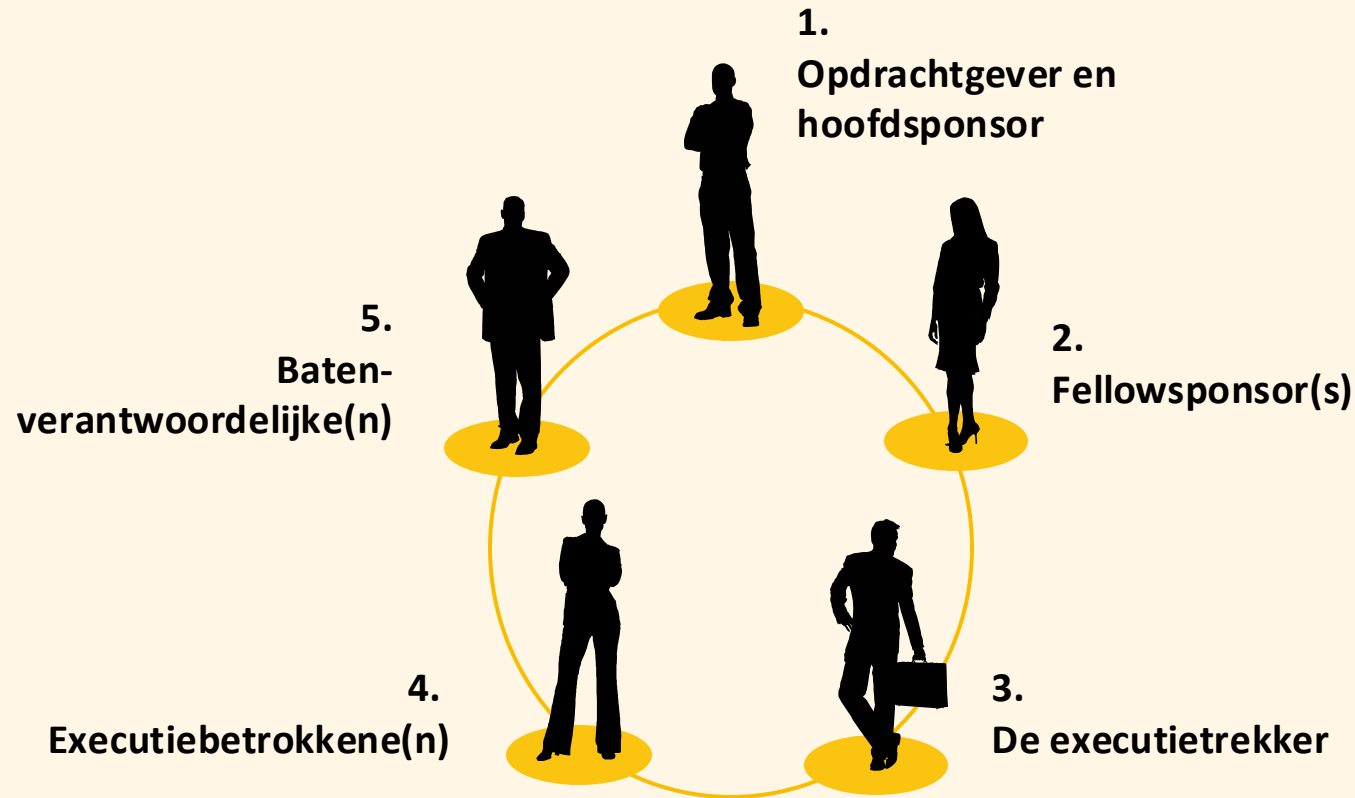 1.
Opdrachtgever en
hoofdsponsor
2.
Fellowsponsor(s)
3.
De executietrekker
4.
Executiebetrokkene(n)
5.
Baten-
verantwoordelijke(n)